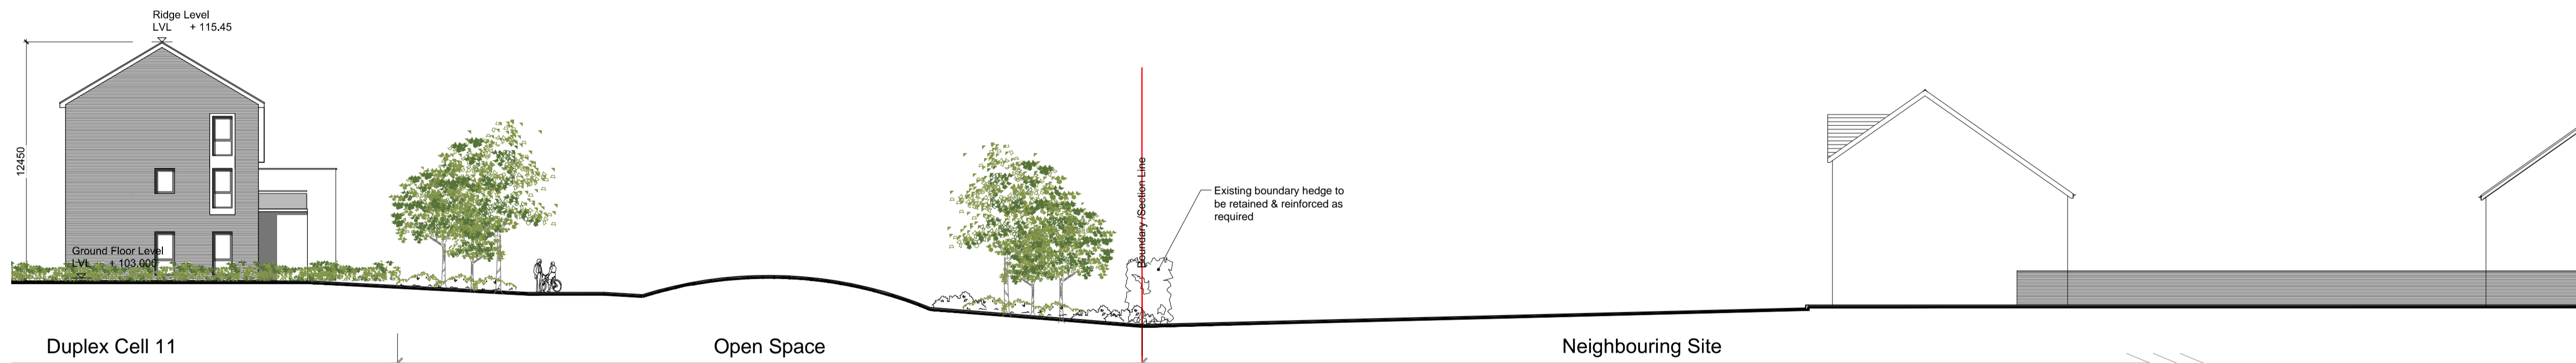 Ridge Level
LVL + 115.45
12450
Ground Floor Level
LVL + 103.000
Boundary /Section Line
Existing boundary hedge to
be retained & reinforced as
required
Duplex Cell 11
Open Space
Neighbouring Site